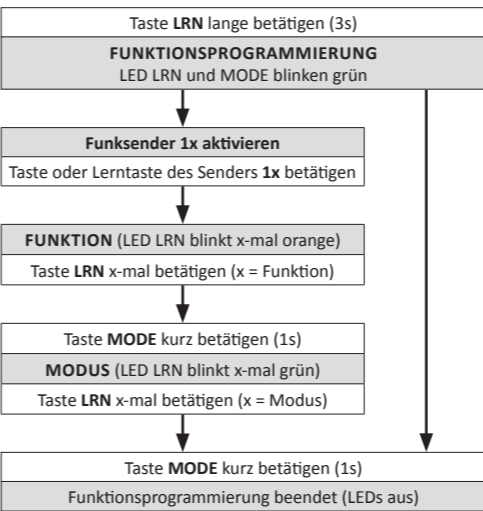 Taste LRN lange betätigen (3s)
FUNKTIONSPROGRAMMIERUNG
LED LRN und MODE blinken grün
Funksender 1x aktivieren
Taste oder Lerntaste des Senders 1x betätigen
FUNKTION (LED LRN blinkt x-mal orange)
Taste LRN x-mal betätigen (x = Funktion)
Taste MODE kurz betätigen (1s)
MODUS (LED LRN blinkt x-mal grün)
Taste LRN x-mal betätigen (x = Modus)
Taste MODE kurz betätigen (1s)
Funktionsprogrammierung beendet (LEDs aus)